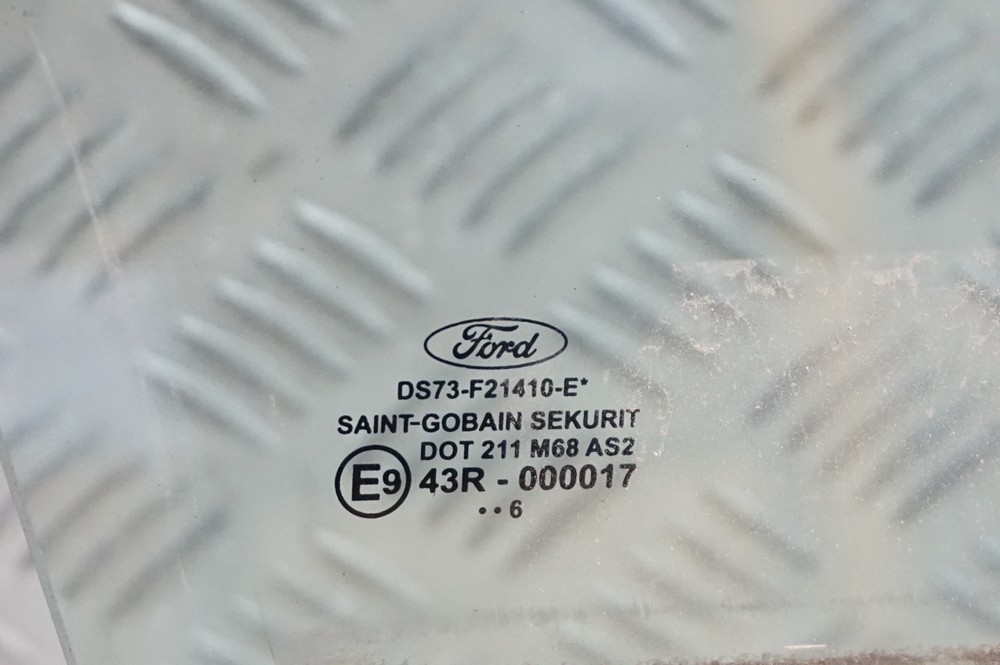 Ford
DS73-F21410-E*
SAINT-GOBAIN SEKURIT
DOT 211 M68 AS2
E9 43R - 000017
••6